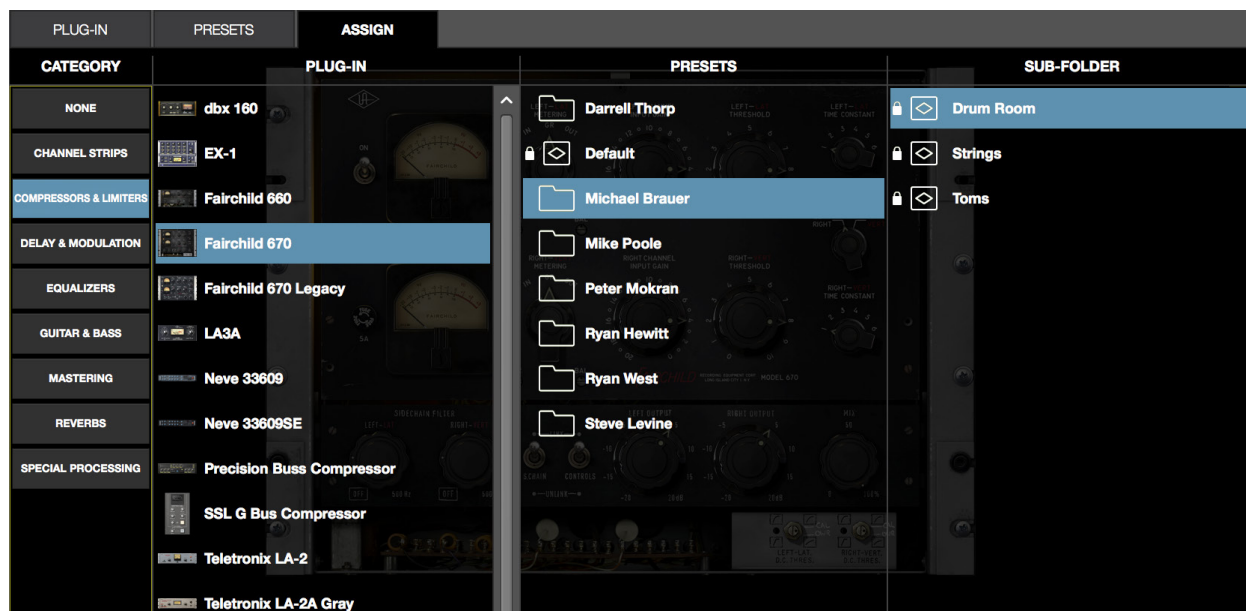 PLUG-IN
PRESETS
ASSIGN
CATEGORY
PLUG-IN
PRESETS
SUB-FOLDER
NONE
CHANNEL STRIPS
COMPRESSORS & LIMITERS
DELAY & MODULATION
EQUALIZERS
GUITAR & BASS
MASTERING
REVERBS
SPECIAL PROCESSING
dbx 160
EX-1
Fairchild 660
Fairchild 670
Fairchild 670 Legacy
LA3A
Neve 33609
Neve 33609SE
Precision Buss Compressor
SSL G Bus Compressor
Teletronix LA-2
Teletronix LA-2A Gray
Darrell Thorp
Default
Michael Brauer
Mike Poole
Peter Mokran
Ryan Hewitt
Ryan West
Steve Levine
Drum Room
Strings
Toms